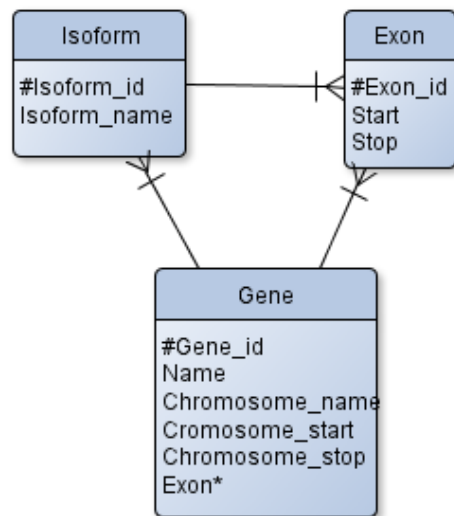 Isoform
#Isoform_id
Isoform_name
Exon
#Exon_id
Start
Stop
Gene
#Gene_id
Name
Chromosome_name
Cromosome_start
Chromosome_stop
Exon*